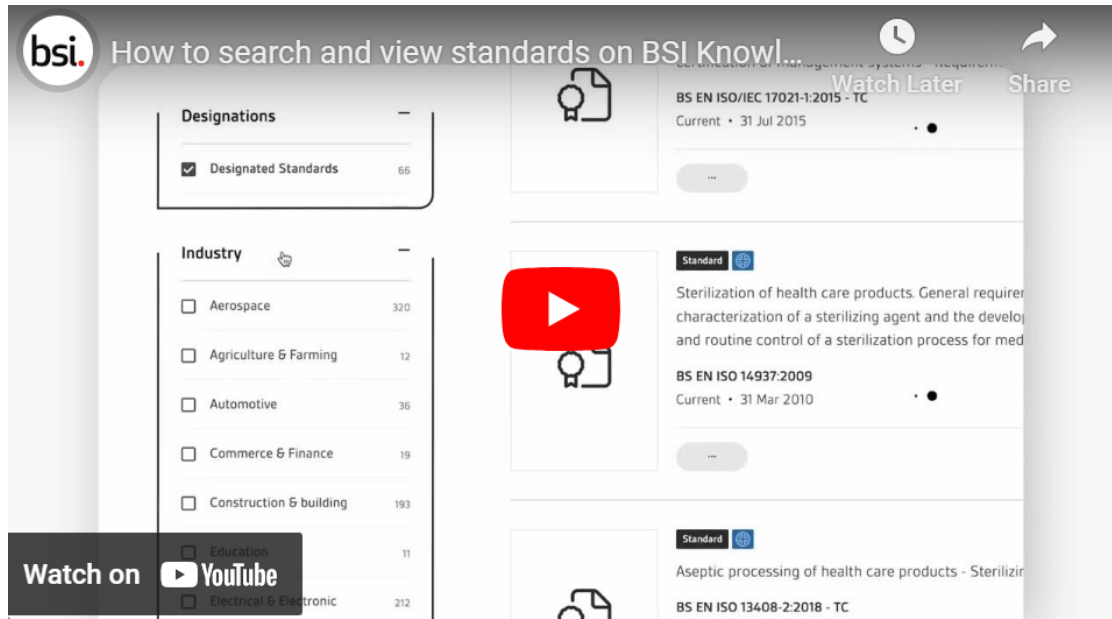 bsi.
How to search and view standards on BSI Knowl...
Watch Later
Share
Designations
Designated Standards 66
Industry
Aerospace 320
Agriculture & Farming 12
Automotive 36
Commerce & Finance 19
Construction & building 193
Education 11
Electrical & Electronic 212
Watch on YouTube
BS EN ISO/IEC 17021-1:2015 - TC
Current • 31 Jul 2015
...
Standard
Sterilization of health care products. General requirem
characterization of a sterilizing agent and the develop
and routine control of a sterilization process for med
BS EN ISO 14937:2009
Current • 31 Mar 2010
...
Standard
Aseptic processing of health care products - Sterilizin
BS EN ISO 13408-2:2018 - TC